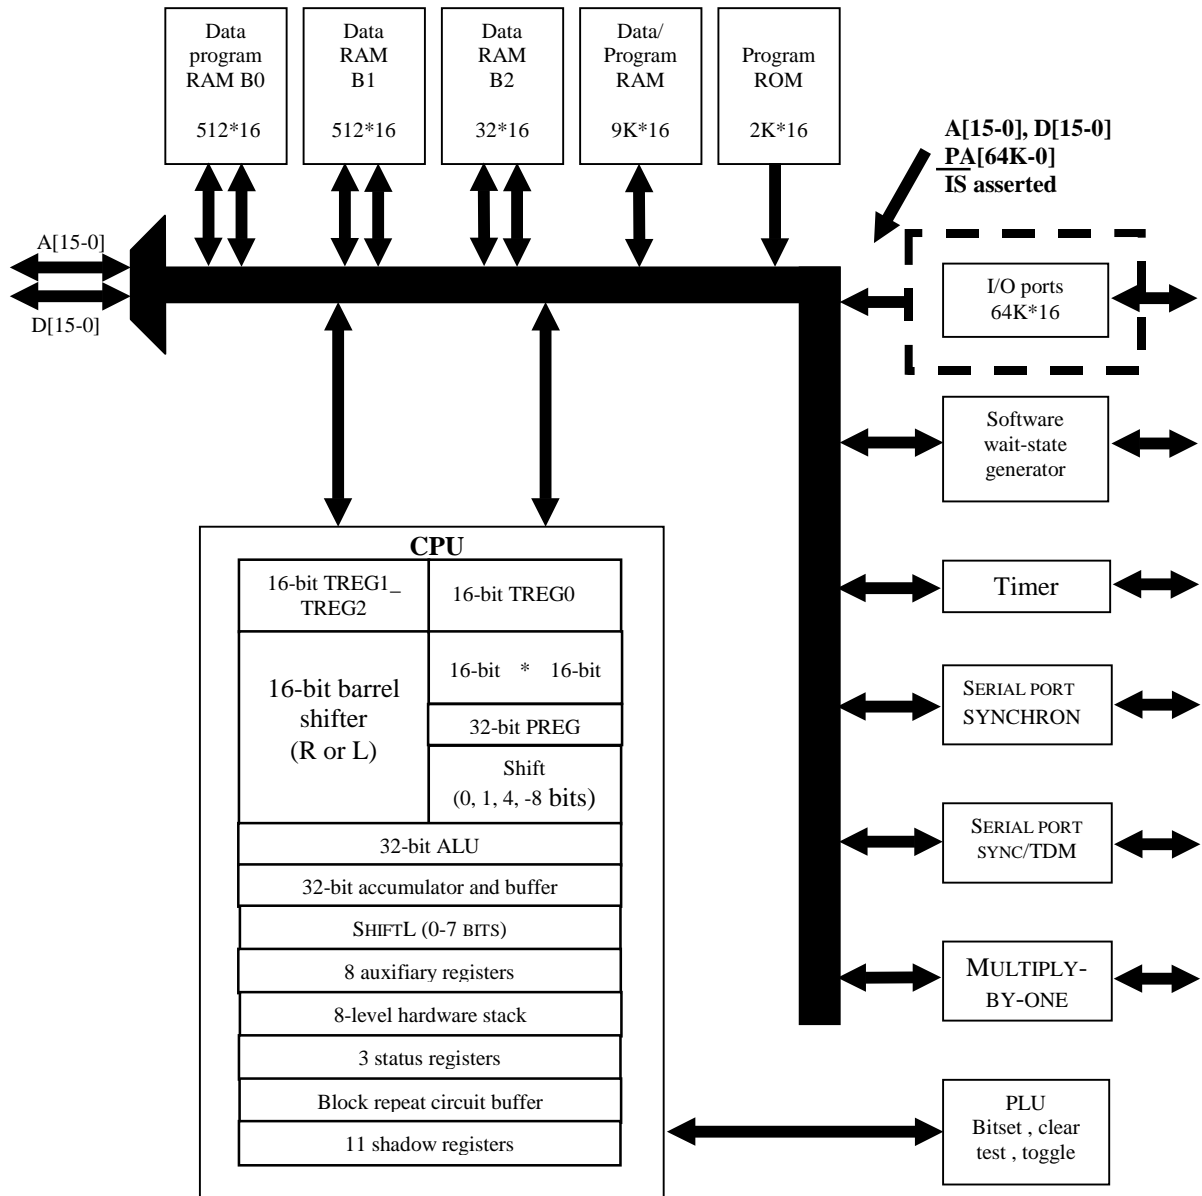 Data
program
RAM B0
512*16
Data
RAM
B1
512*16
Data
RAM
B2
32*16
Data/
Program
RAM
9K*16
Program
ROM
2K*16
A[15-0], D[15-0]
PA[64K-0]
IS asserted
A[15-0]
D[15-0]
I/O ports
64K*16
Software
wait-state
generator
Timer
SERIAL PORT
SYNCHRON
SERIAL PORT
SYNC/TDM
MULTIPLY-
BY-ONE
PLU
Bitset , clear
test , toggle
CPU
16-bit TREG1_
TREG2
16-bit TREG0
16-bit barrel
shifter
(R or L)
16-bit * 16-bit
32-bit PREG
Shift
(0, 1, 4, -8 bits)
32-bit ALU
32-bit accumulator and buffer
SHIFTL (0-7 BITS)
8 auxifiary registers
8-level hardware stack
3 status registers
Block repeat circuit buffer
11 shadow registers